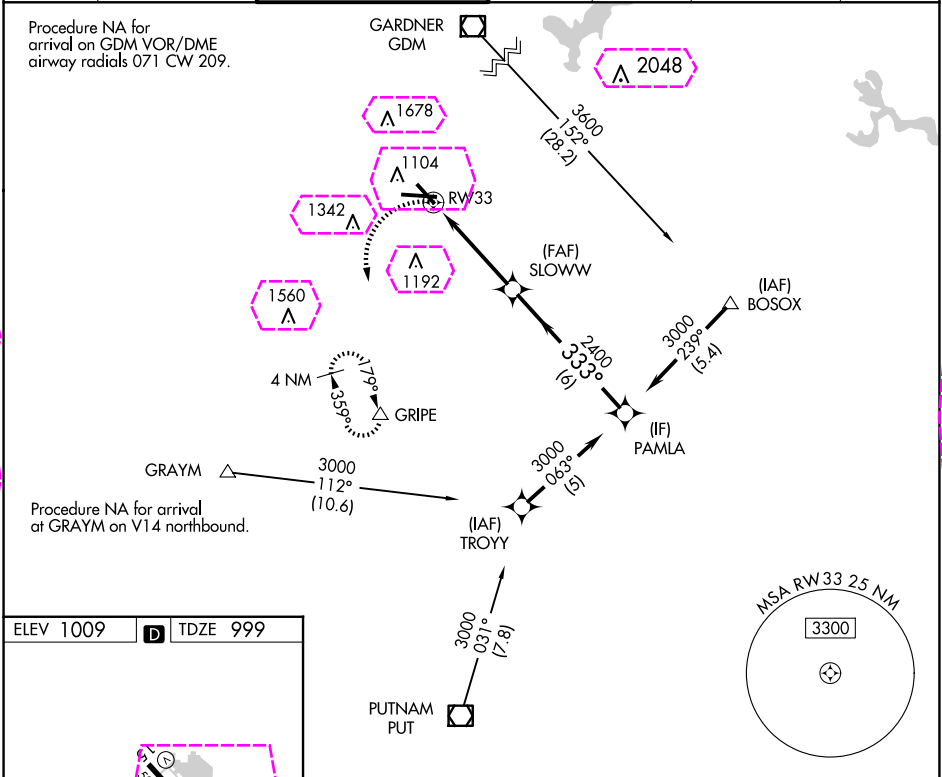 Procedure NA for
arrival on GDM VOR/DME
airway radials 071 CW 209.
GARDNER
GDM
2048
3600
152°
(28.2)
1678
1104
RW33
1342
1192
1560
(FAF)
SLOWW
(IAF)
BOSOX
3000
239°
(5.4)
2400
333°
(6)
4 NM
179°
359°
GRIPE
(IF)
PAMLA
GRAYM
3000
112°
(10.6)
3000
063°
(5)
Procedure NA for arrival
at GRAYM on V14 northbound.
(IAF)
TROYY
3000
031°
(7.8)
PUTNAM
PUT
MSA RW33 25 NM
3300
ELEV 1009
D
TDZE 999
V